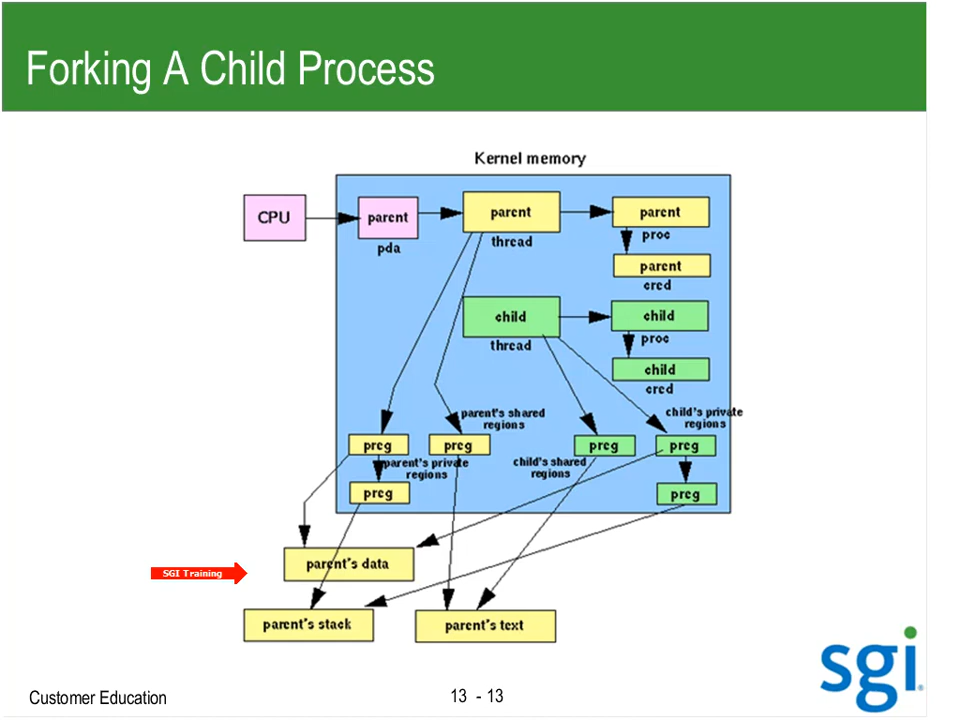 Forking A Child Process
Kernel memory
CPU
parent
pda
parent
thread
parent
proc
parent
cred
child
thread
child
proc
child
cred
preg
parent's private
regions
preg
preg
parent's shared
regions
preg
child's shared
regions
preg
child's private
regions
preg
parent's data
SGI Training
parent's stack
parent's text
Customer Education
13 - 13
sgi